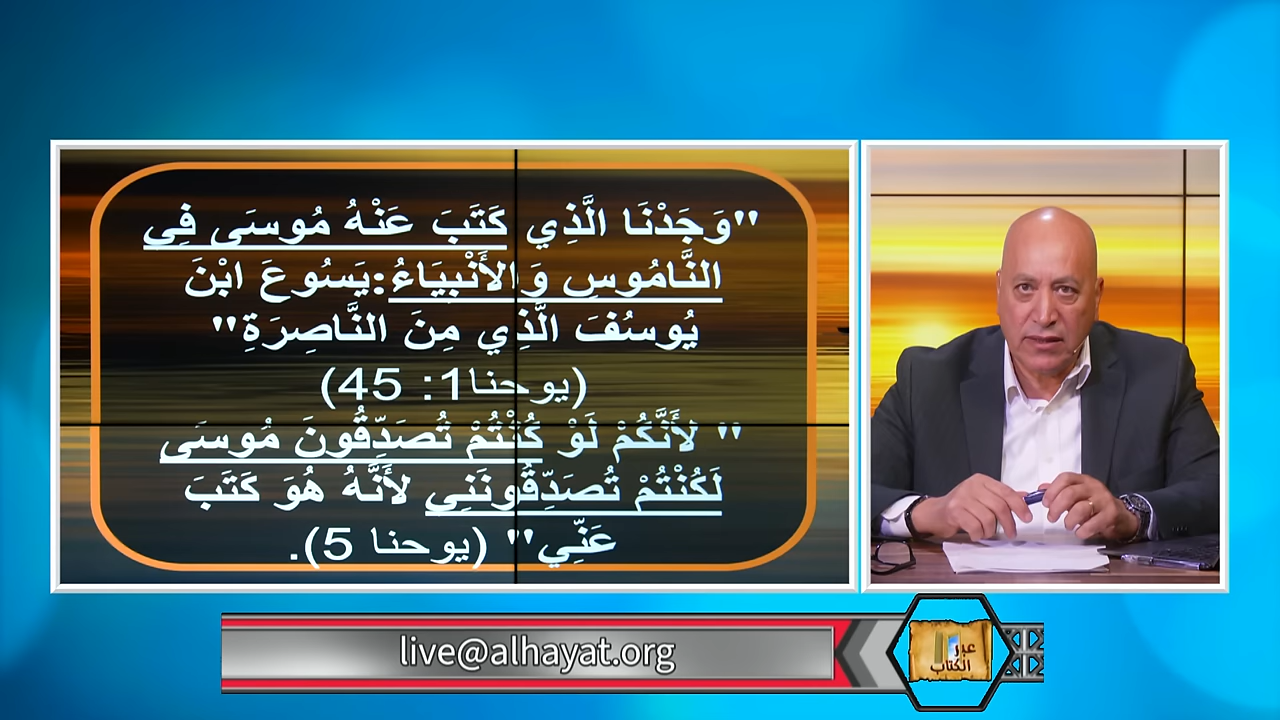 "وَجَدْنَا الَّذِي كَتَبَ عَنْهُ مُوسَى فِي
النَّامُوسِ وَالأَنْبِيَاءُ:يَسُوعَ ابْنَ
يُوسُفَ الَّذِي مِنَ النَّاصِرَةِ"
(يوحنا1: 45)
" لأَنَّكُمْ لَوْ كُنْتُمْ تُصَدِّقُونَ مُوسَى
لَكُنْتُمْ تُصَدِّقُونَنِي لأَنَّهُ هُوَ كَتَبَ
عَنِّي" (يوحنا 5).
live@alhayat.org
عبر
الكتاب